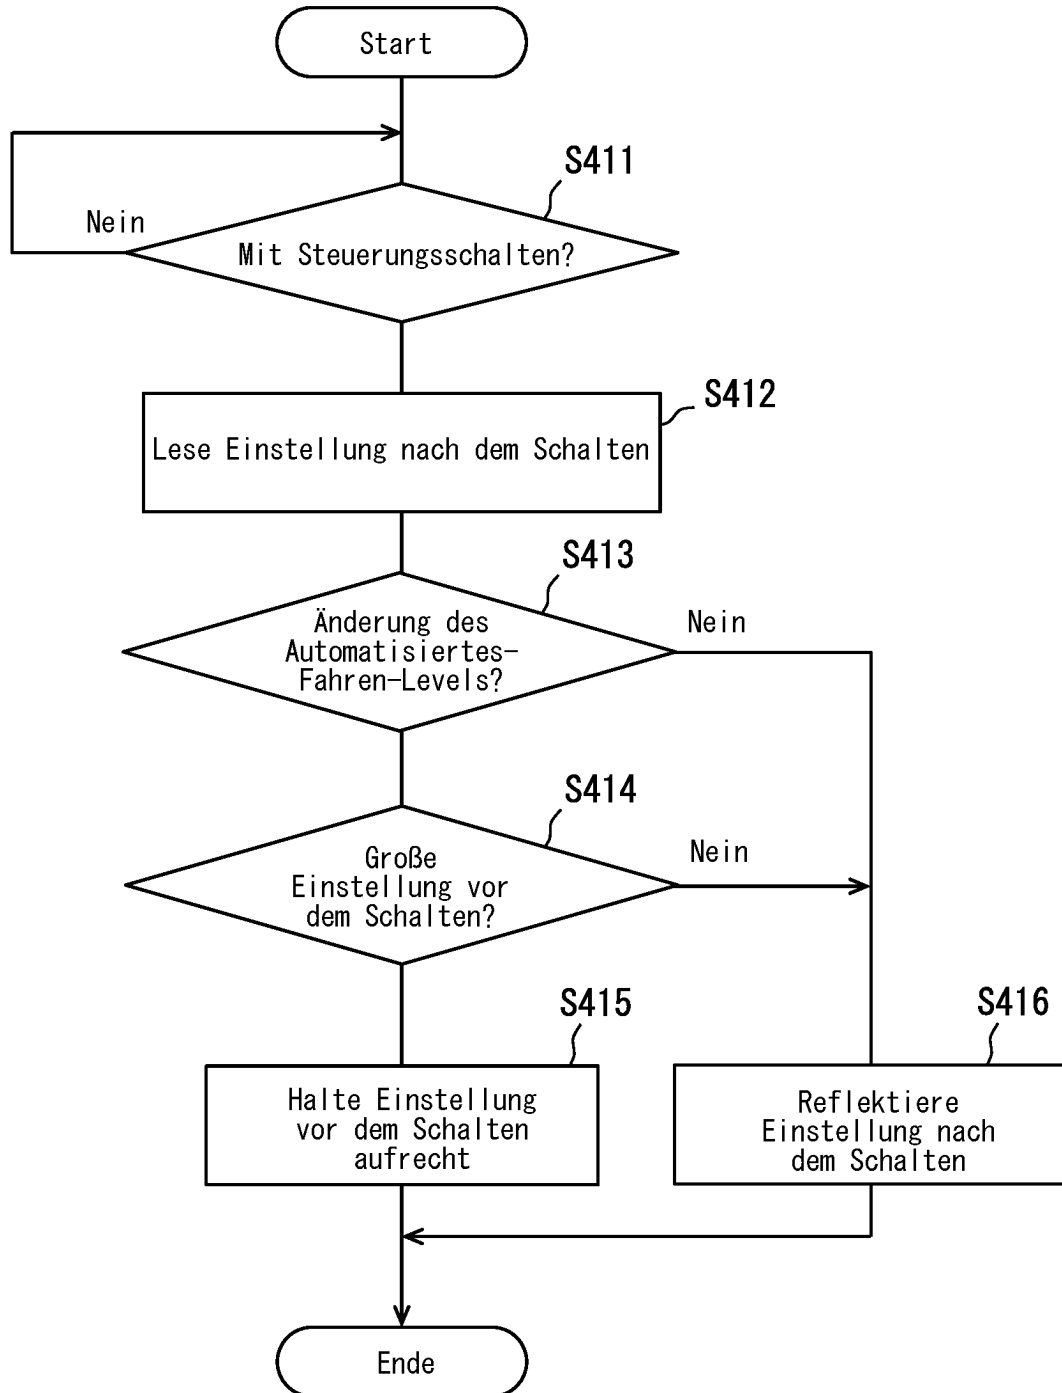 Start
S411
Nein
Mit Steuerungsschalten?
S412
Lese Einstellung nach dem Schalten
S413
Änderung des
Automatisiertes-
Fahren-Levels?
Nein
S414
Große
Einstellung vor
dem Schalten?
Nein
S415
Halte Einstellung
vor dem Schalten
aufrecht
S416
Reflektiere
Einstellung nach
dem Schalten
Ende